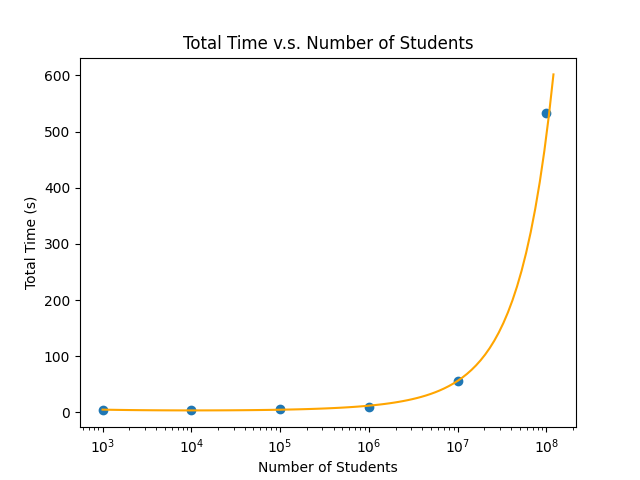 Total Time v.s. Number of Students
Total Time (s)
600
500
400
300
200
100
0
10³ 10⁴ 10⁵ 10⁶ 10⁷ 10⁸
Number of Students